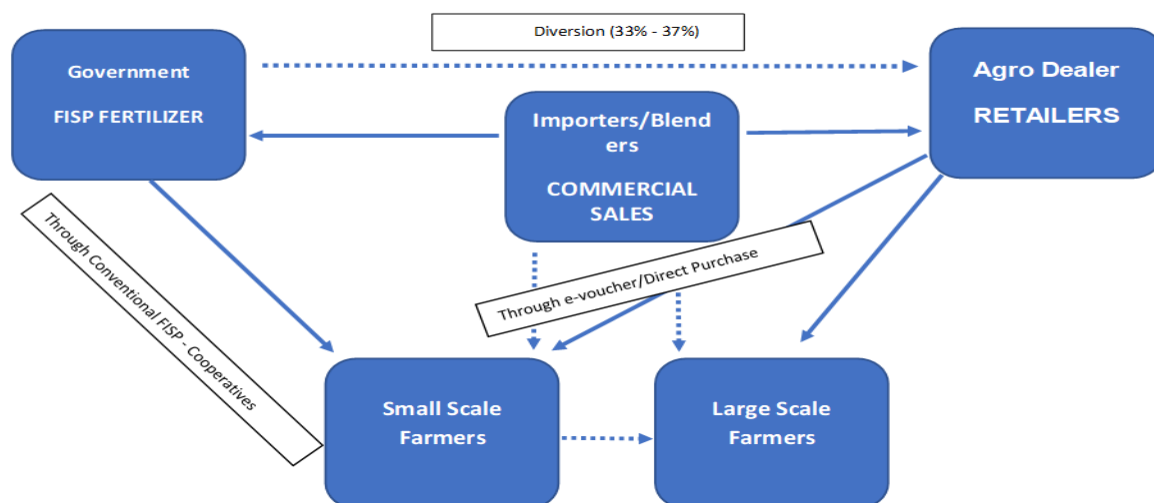 Diversion (33% - 37%)
Government
FISP FERTILIZER
Agro Dealer
RETAILERS
Importers/Blend
ers
COMMERCIAL
SALES
Through Conventional FISP - Cooperatives
Through e-voucher/Direct Purchase
Small Scale
Farmers
Large Scale
Farmers